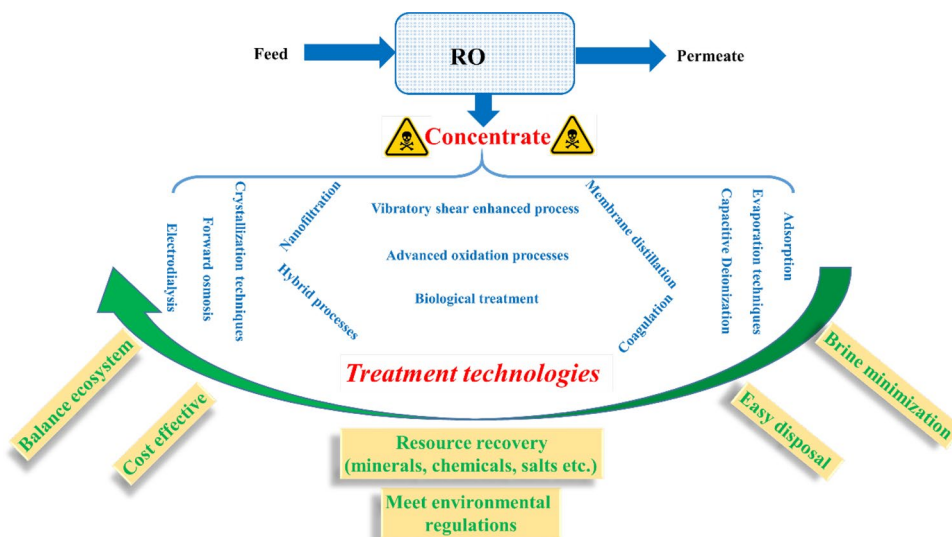 Feed
RO
Permeate
Concentrate
Electrodialysis
Forward osmosis
Crystallization techniques
Nanofiltration
Hybrid processes
Vibratory shear enhanced process
Advanced oxidation processes
Biological treatment
Membrane distillation
Coagulation
Capacitive Deionization
Evaporation techniques
Adsorption
Treatment technologies
Balance ecosystem
Cost effective
Resource recovery
(minerals, chemicals, salts etc.)
Meet environmental
regulations
Easy disposal
Brine minimization